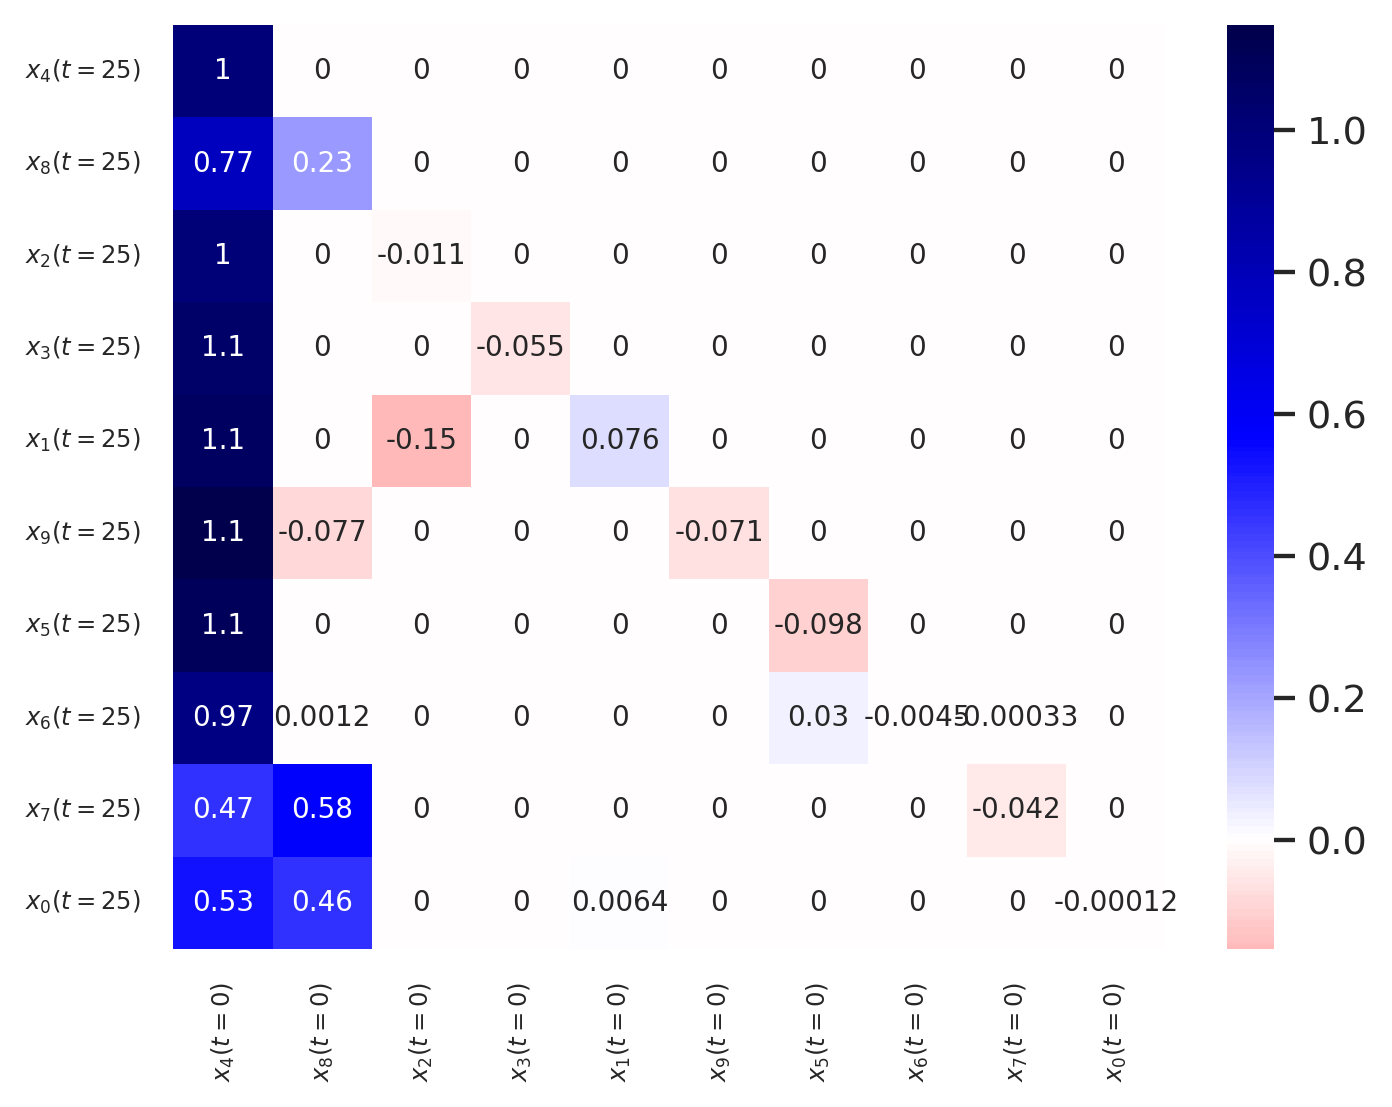 x₄(t = 25) 1 0 0 0 0 0 0 0 0 0
x₈(t = 25) 0.77 0.23 0 0 0 0 0 0 0 0
x₂(t = 25) 1 0 -0.011 0 0 0 0 0 0 0
x₃(t = 25) 1.1 0 0 -0.055 0 0 0 0 0 0
x₁(t = 25) 1.1 0 -0.15 0 0.076 0 0 0 0 0
x₉(t = 25) 1.1 -0.077 0 0 0 -0.071 0 0 0 0
x₅(t = 25) 1.1 0 0 0 0 0 -0.098 0 0 0
x₆(t = 25) 0.97 0.0012 0 0 0 0 0.03 -0.0045 0.00033 0
x₇(t = 25) 0.47 0.58 0 0 0 0 0 0 -0.042 0
x₀(t = 25) 0.53 0.46 0 0 0.0064 0 0 0 0 -0.00012
x₄(t = 0)
x₈(t = 0)
x₂(t = 0)
x₃(t = 0)
x₁(t = 0)
x₉(t = 0)
x₅(t = 0)
x₆(t = 0)
x₇(t = 0)
x₀(t = 0)
1.0
0.8
0.6
0.4
0.2
0.0